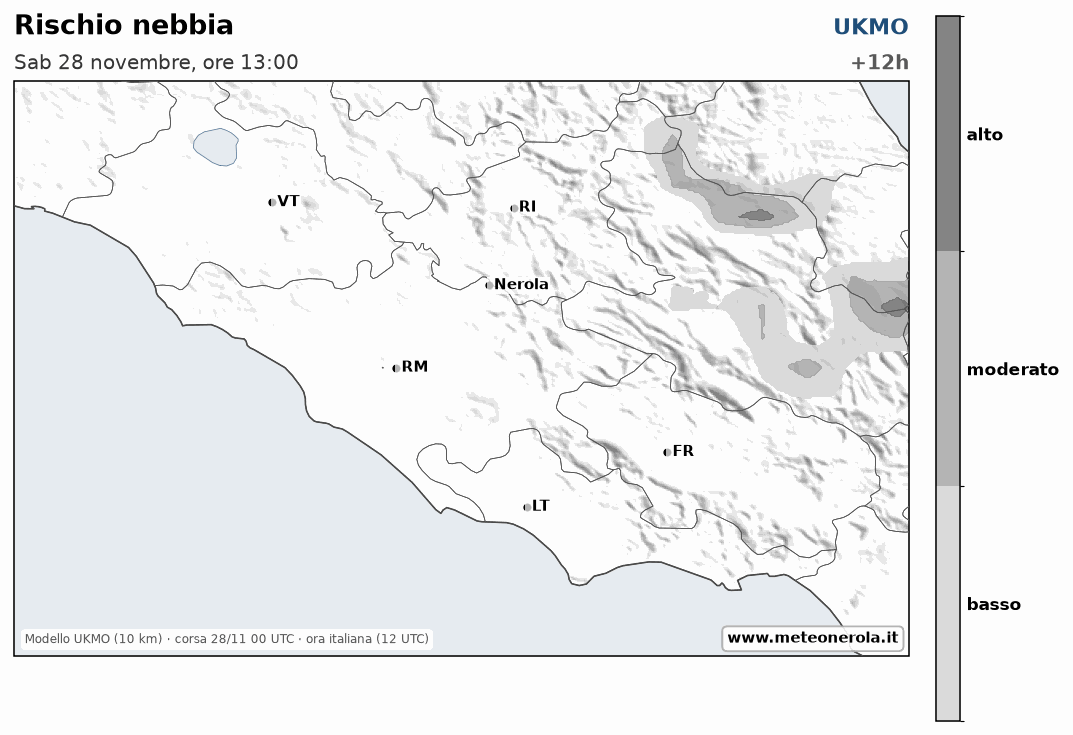 Rischio nebbia
UKMO
Sab 28 novembre, ore 13:00
+12h
alto
VT
RI
Nerola
RM
moderato
FR
LT
basso
Modello UKMO (10 km) · corsa 28/11 00 UTC · ora italiana (12 UTC)
www.meteonerola.it